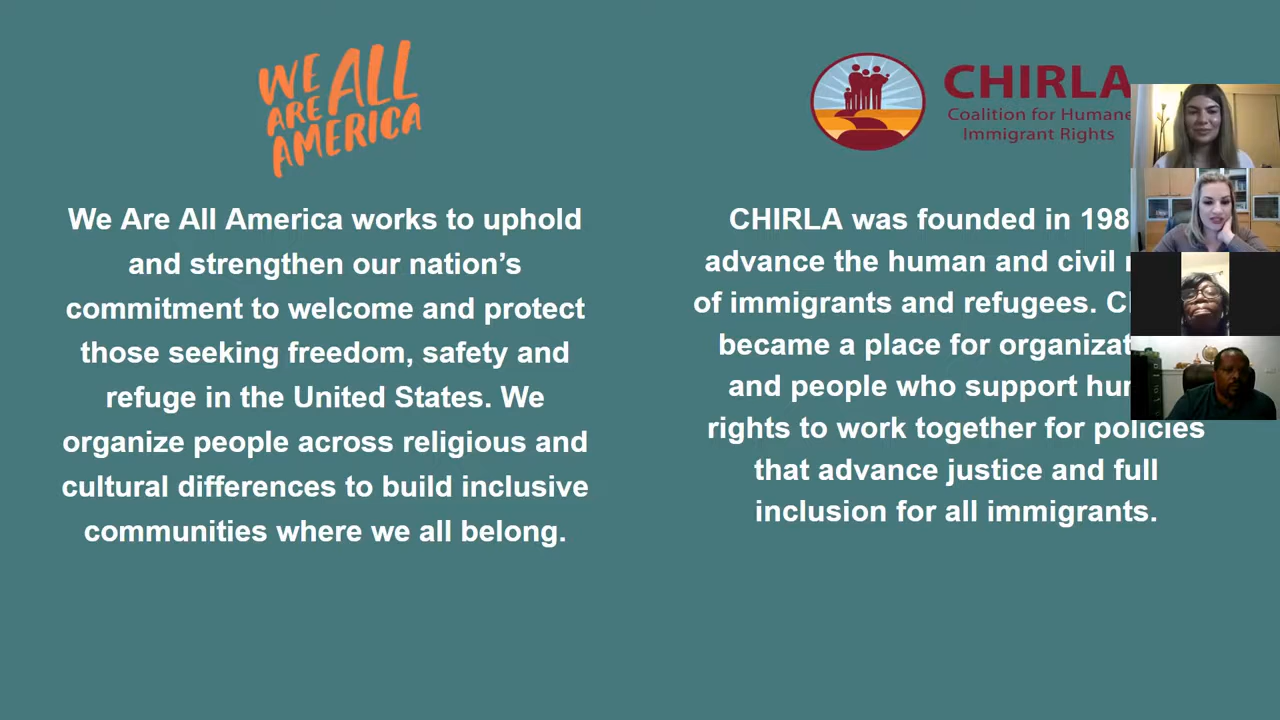 WE
ARE ALL
AMERICA
We Are All America works to uphold
and strengthen our nation’s
commitment to welcome and protect
those seeking freedom, safety and
refuge in the United States. We
organize people across religious and
cultural differences to build inclusive
communities where we all belong.
CHIRLA
Coalition for Humane
Immigrant Rights
CHIRLA was founded in
advance the human and civil
of immigrants and refugees.
became a place for
and people who support
rights to work together for policies
that advance justice and full
inclusion for all immigrants.